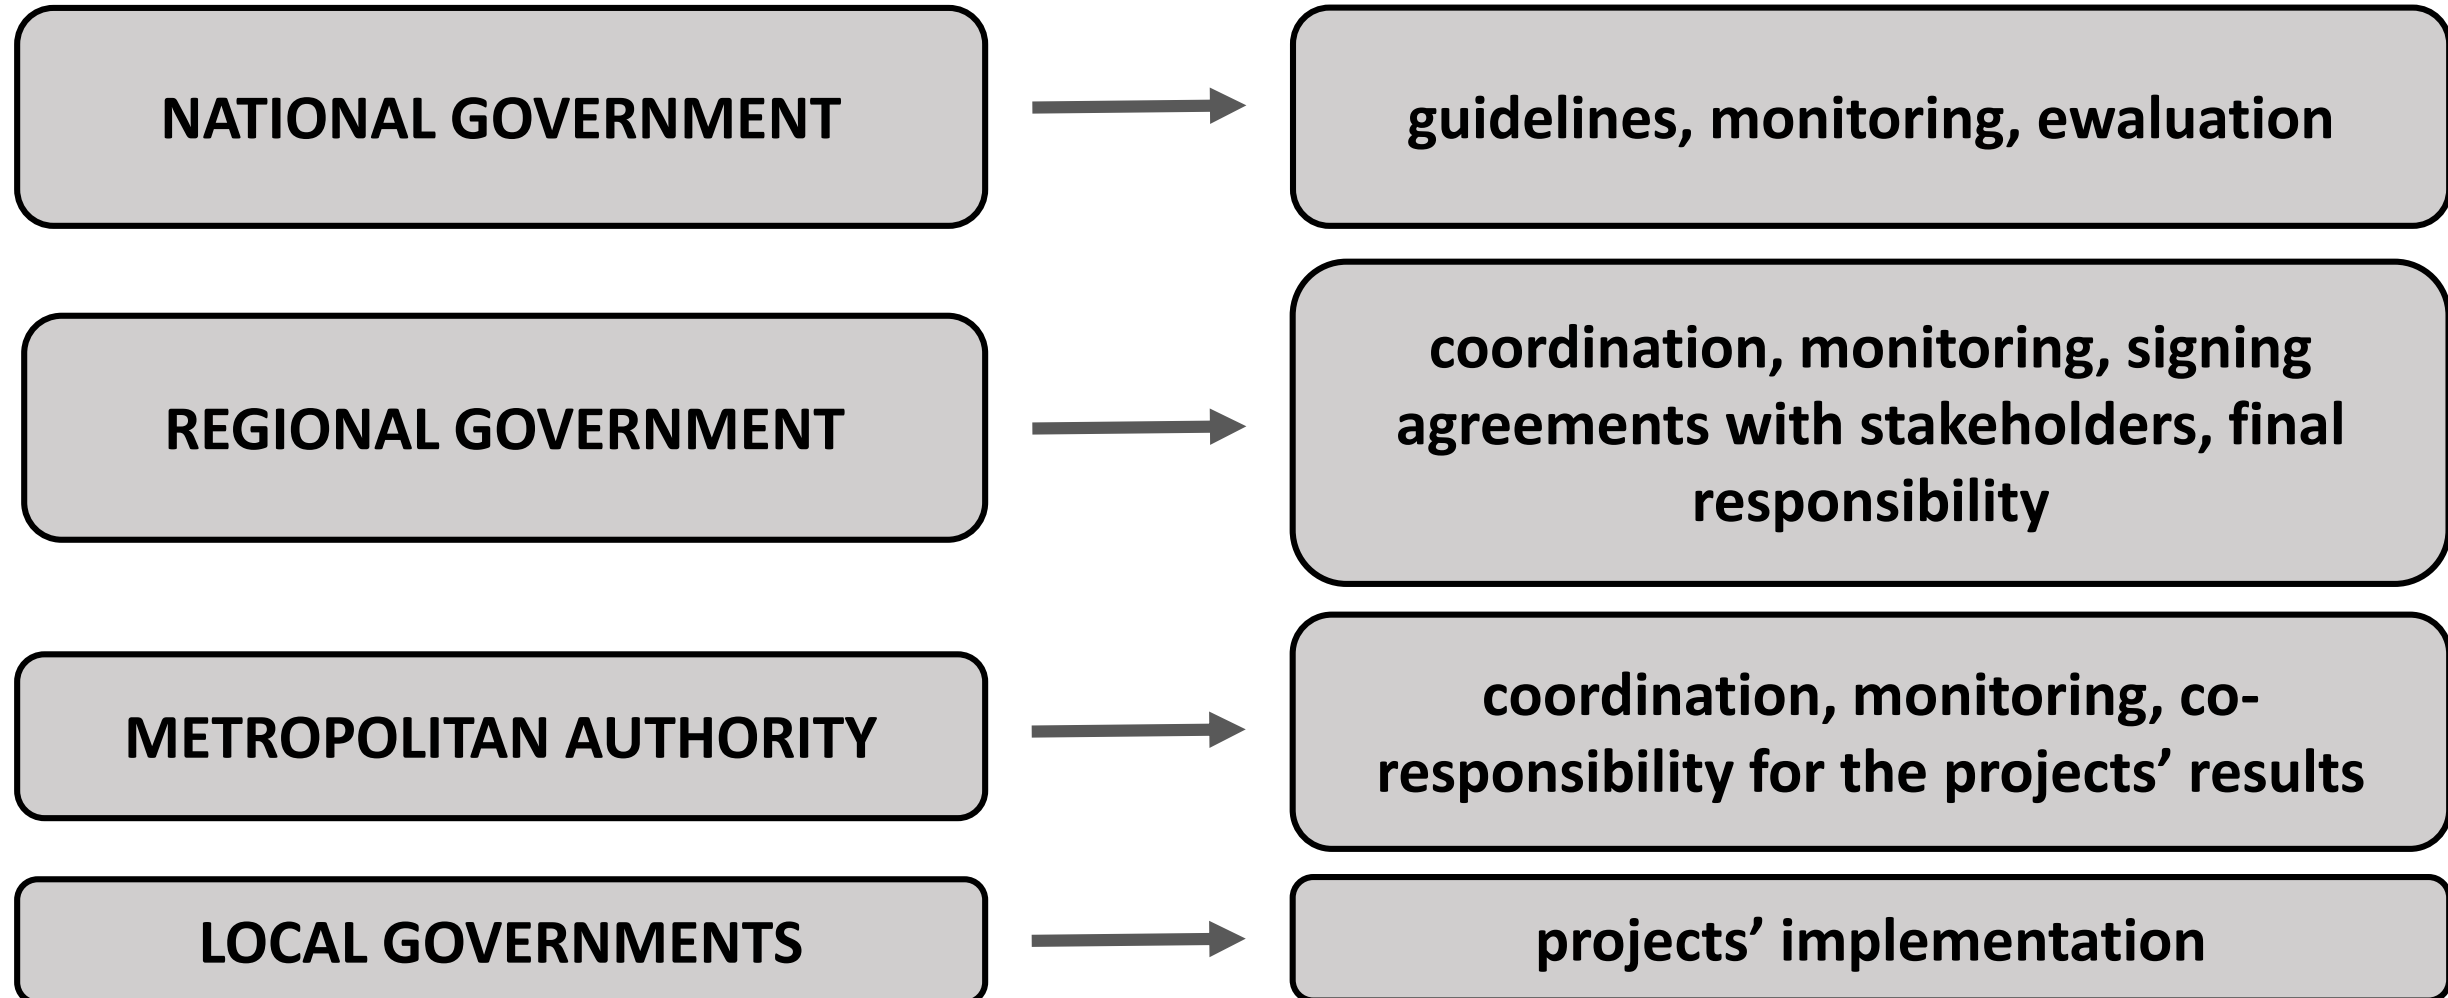 NATIONAL GOVERNMENT
guidelines, monitoring, ewaluation
REGIONAL GOVERNMENT
coordination, monitoring, signing
agreements with stakeholders, final
responsibility
METROPOLITAN AUTHORITY
coordination, monitoring, co-
responsibility for the projects’ results
LOCAL GOVERNMENTS
projects’ implementation